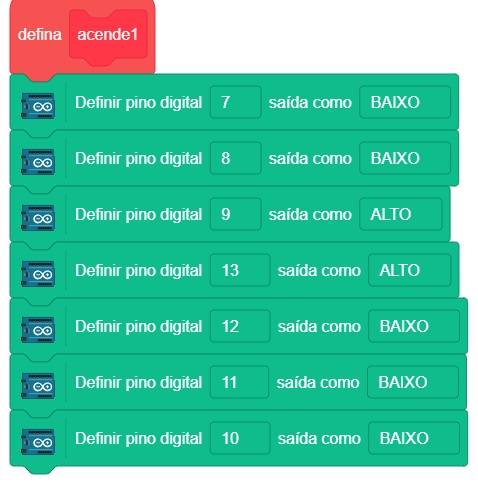 defina acende1
Definir pino digital 7 saída como BAIXO
Definir pino digital 8 saída como BAIXO
Definir pino digital 9 saída como ALTO
Definir pino digital 13 saída como ALTO
Definir pino digital 12 saída como BAIXO
Definir pino digital 11 saída como BAIXO
Definir pino digital 10 saída como BAIXO